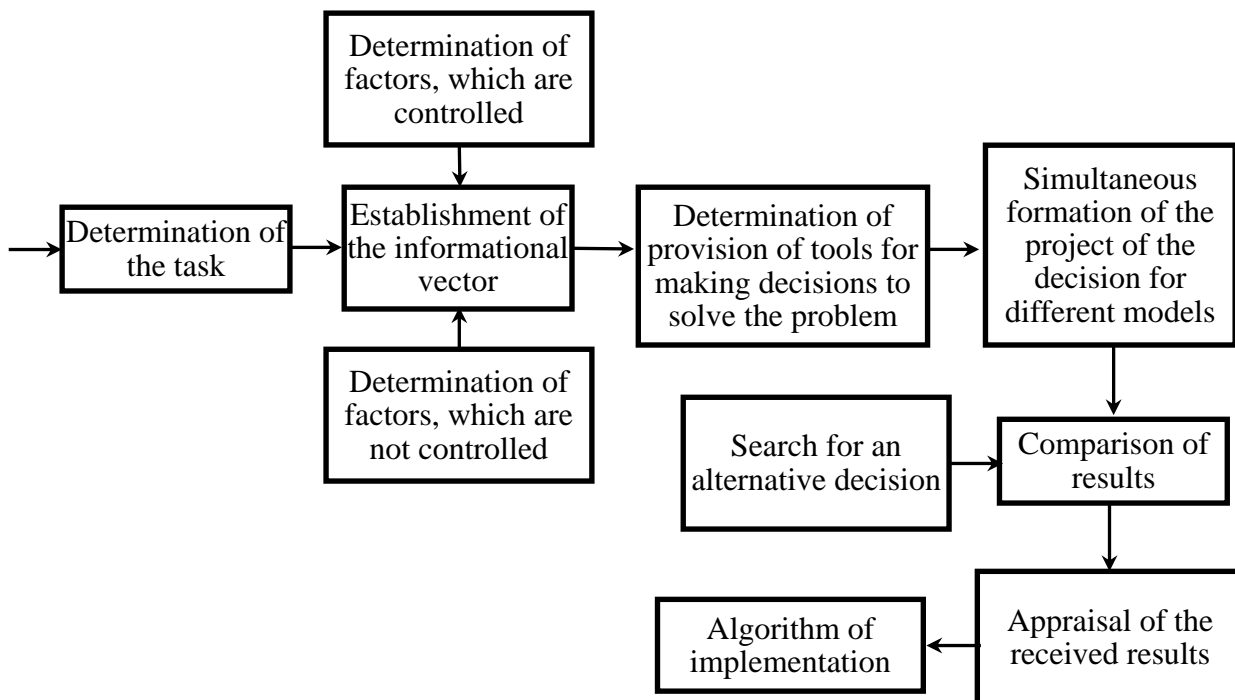 Determination of
factors, which are
controlled
Determination of
the task
Establishment of
the informational
vector
Determination of
provision of tools for
making decisions to
solve the problem
Simultaneous
formation of the
project of the
decision for
different models
Determination of
factors, which are
not controlled
Search for an
alternative decision
Comparison of
results
Algorithm of
implementation
Appraisal of the
received results